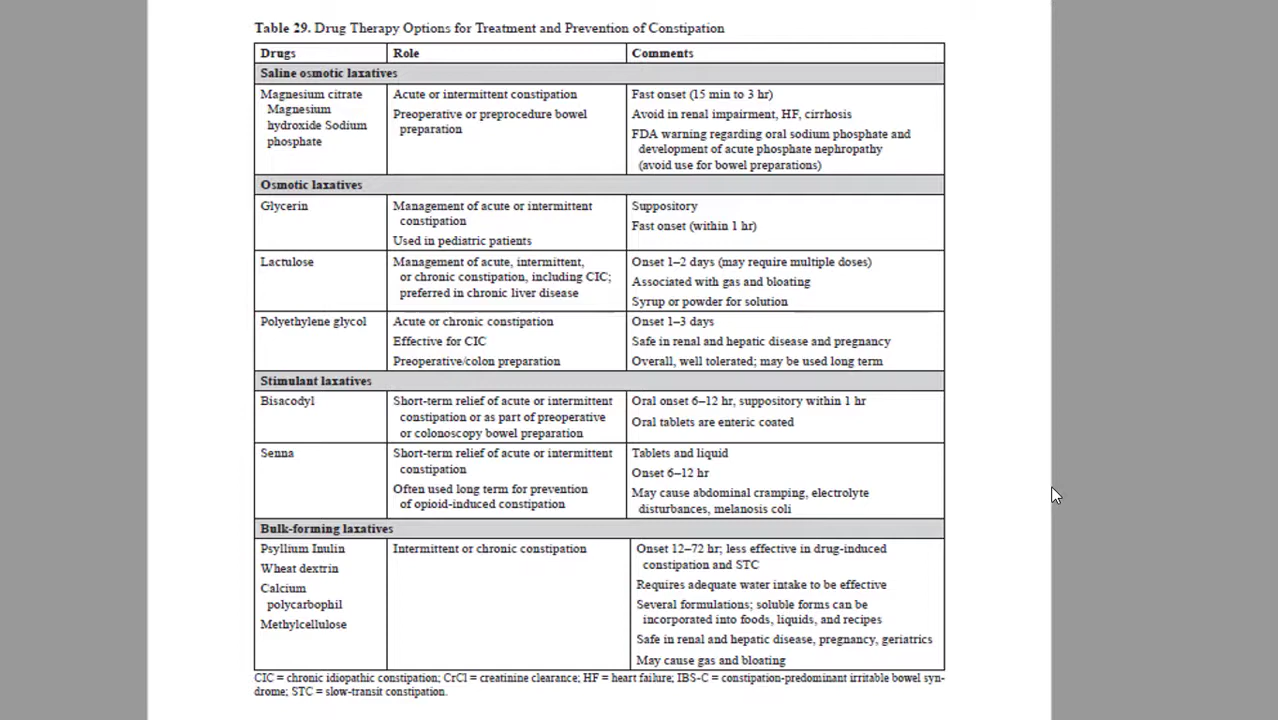 Table 29. Drug Therapy Options for Treatment and Prevention of Constipation
Drugs
Role
Comments
Saline osmotic laxatives
Magnesium citrate
Magnesium
hydroxide Sodium
phosphate
Acute or intermittent constipation
Preoperative or preprocedure bowel
preparation
Fast onset (15 min to 3 hr)
Avoid in renal impairment, HF, cirrhosis
FDA warning regarding oral sodium phosphate and
development of acute phosphate nephropathy
(avoid use for bowel preparations)
Osmotic laxatives
Glycerin
Management of acute or intermittent
constipation
Used in pediatric patients
Suppository
Fast onset (within 1 hr)
Lactulose
Management of acute, intermittent,
or chronic constipation, including CIC;
preferred in chronic liver disease
Onset 1–2 days (may require multiple doses)
Associated with gas and bloating
Syrup or powder for solution
Polyethylene glycol
Acute or chronic constipation
Effective for CIC
Preoperative/colon preparation
Onset 1–3 days
Safe in renal and hepatic disease and pregnancy
Overall, well tolerated; may be used long term
Stimulant laxatives
Bisacodyl
Short-term relief of acute or intermittent
constipation or as part of preoperative
or colonoscopy bowel preparation
Oral onset 6–12 hr, suppository within 1 hr
Oral tablets are enteric coated
Senna
Short-term relief of acute or intermittent
constipation
Often used long term for prevention
of opioid-induced constipation
Tablets and liquid
Onset 6–12 hr
May cause abdominal cramping, electrolyte
disturbances, melanosis coli
Bulk-forming laxatives
Psyllium Inulin
Wheat dextrin
Calcium
polycarbophil
Methylcellulose
Intermittent or chronic constipation
Onset 12–72 hr; less effective in drug-induced
constipation and STC
Requires adequate water intake to be effective
Several formulations; soluble forms can be
incorporated into foods, liquids, and recipes
Safe in renal and hepatic disease, pregnancy, geriatrics
May cause gas and bloating
CIC = chronic idiopathic constipation; CrCl = creatinine clearance; HF = heart failure; IBS-C = constipation-predominant irritable bowel syn-
drome; STC = slow-transit constipation.